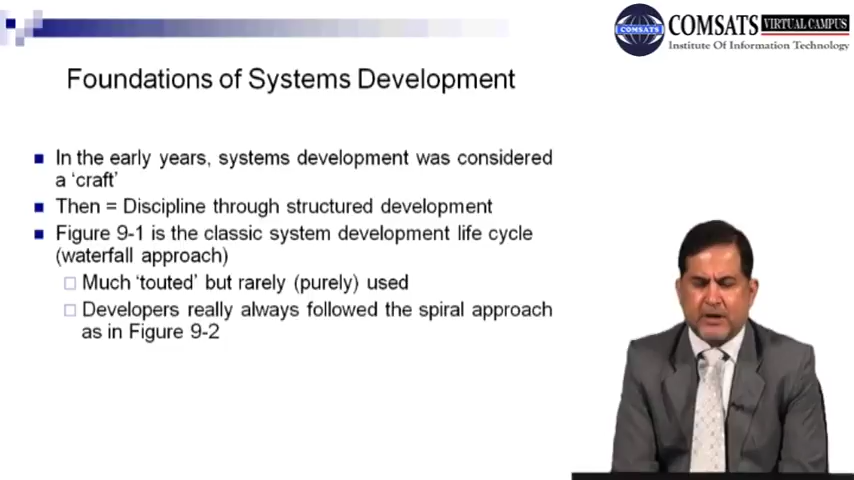 COMSATS VIRTUAL CAMPUS
COMSATS
Institute Of Information Technology
Foundations of Systems Development
In the early years, systems development was considered
a ‘craft’
Then = Discipline through structured development
Figure 9-1 is the classic system development life cycle
(waterfall approach)
Much ‘touted’ but rarely (purely) used
Developers really always followed the spiral approach
as in Figure 9-2